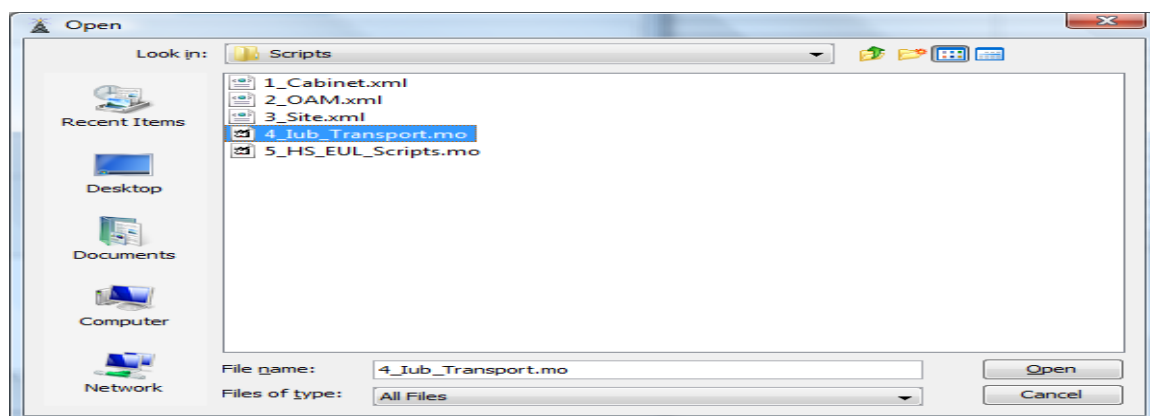 Open
Look in:
Scripts
1_Cabinet.xml
2_OAM.xml
3_Site.xml
4_Iub_Transport.mo
5_HS_EUL_Scripts.mo
Recent Items
Desktop
Documents
Computer
Network
File name: 4_Iub_Transport.mo Open
Files of type: All Files Cancel